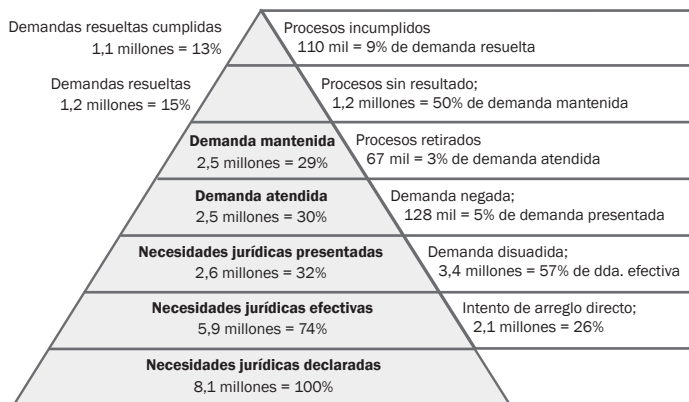 Demandas resueltas cumplidas
1,1 millones = 13%
Procesos incumplidos
110 mil = 9% de demanda resuelta
Demandas resueltas
1,2 millones = 15%
Procesos sin resultado;
1,2 millones = 50% de demanda mantenida
Demanda mantenida
2,5 millones = 29%
Procesos retirados
67 mil = 3% de demanda atendida
Demanda atendida
2,5 millones = 30%
Demanda negada;
128 mil = 5% de demanda presentada
Necesidades jurídicas presentadas
2,6 millones = 32%
Demanda disuadida;
3,4 millones = 57% de dda. efectiva
Necesidades jurídicas efectivas
5,9 millones = 74%
Intento de arreglo directo;
2,1 millones = 26%
Necesidades jurídicas declaradas
8,1 millones = 100%